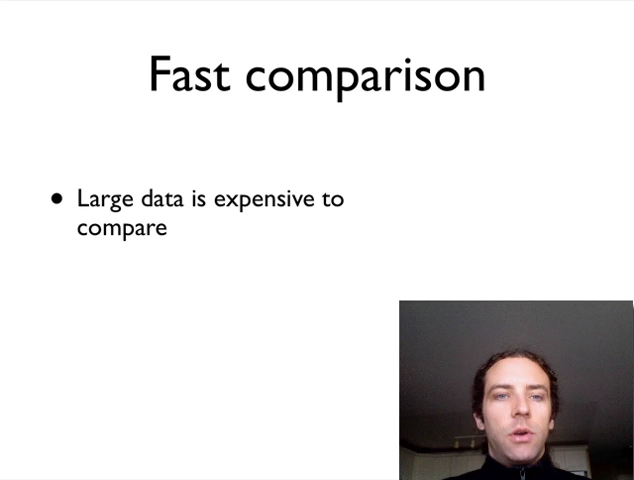 Fast comparison
• Large data is expensive to
compare